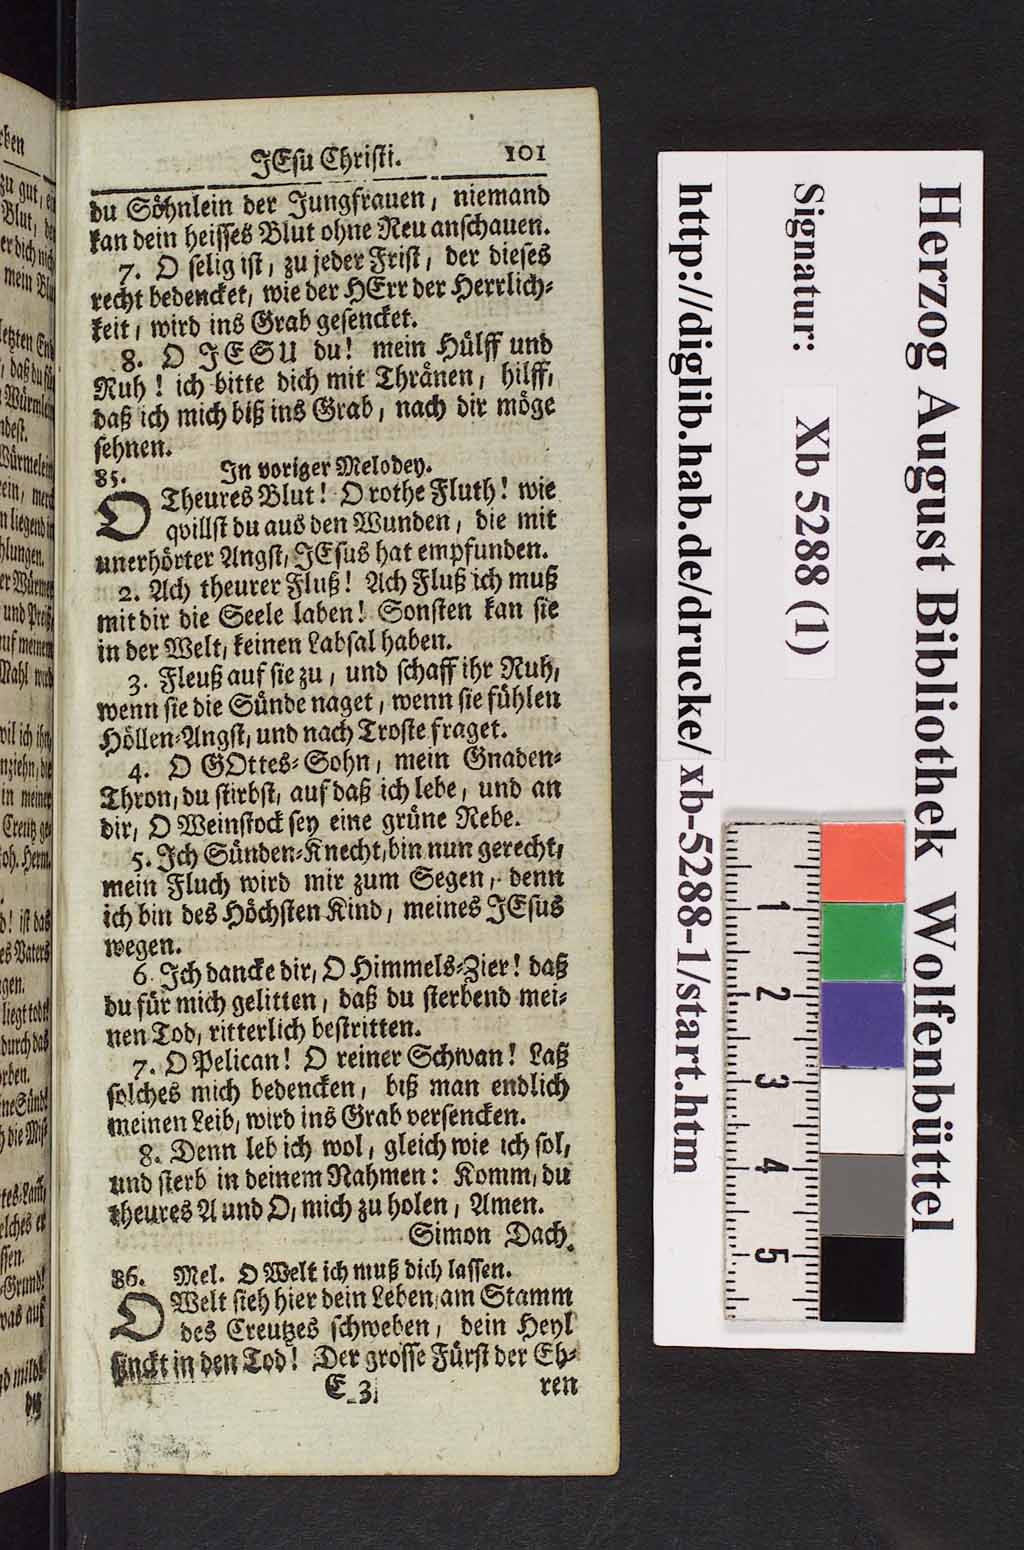 JEsu Christi. 101
du Söhnlein der Jungfrauen, niemand
kan dein heisses Blut ohne Reu anschauen.
7. O selig ist, zu jeder Frist, der dieses
recht bedencket, wie der HErr der Herrlich-
keit, wird ins Grab gesencket.
8. O JESU du! mein Hülff und
Ruh! ich bitte dich mit Thränen, hilff,
daß ich mich biß ins Grab, nach dir möge
sehnen.
85. In voriger Melodey.
O Theures Blut! O rothe Fluth! wie
qvillst du aus den Wunden, die mit
unerhörter Angst, JEsus hat empfunden.
2. Ach theurer Fluß! Ach Fluß ich muß
mit dir die Seele laben! Sonsten kan sie
in der Welt, keinen Labsal haben.
3. Fleuß auf sie zu, und schaff ihr Ruh,
wenn sie die Sünde naget, wenn sie fühlen
Höllen-Angst, und nach Troste fraget.
4. O GOttes-Sohn, mein Gnaden-
Thron, du stirbst, auf daß ich lebe, und an
dir, O Weinstock sey eine grüne Rebe.
5. Ich Sünden-Knecht, bin nun gerecht,
mein Fluch wird mir zum Segen, denn
ich bin des Höchsten Kind, meines JEsus
wegen.
6. Ich dancke dir, O Himmels-Zier! daß
du für mich gelitten, daß du sterbend mei-
nen Tod, ritterlich bestritten.
7. O Pelican! O reiner Schwan! Laß
solches mich bedencken, biß man endlich
meinen Leib, wird ins Grab versencken.
8. Denn leb ich wol, gleich wie ich sol,
und sterb in deinem Nahmen: Komm, du
theures A und O, mich zu holen, Amen.
Simon Dach.
86. Mel. O Welt ich muß dich lassen.
O Welt sieh hier dein Leben, am Stamm
des Creutzes schweben, dein Heyl
sinckt in den Tod! Der grosse Fürst der Eh-
E 3 ren
Herzog August Bibliothek Wolfenbüttel
Signatur: Xb 5288 (1)
http://diglib.hab.de/drucke/ xb-5288-1/start.htm
1
2
3
4
5